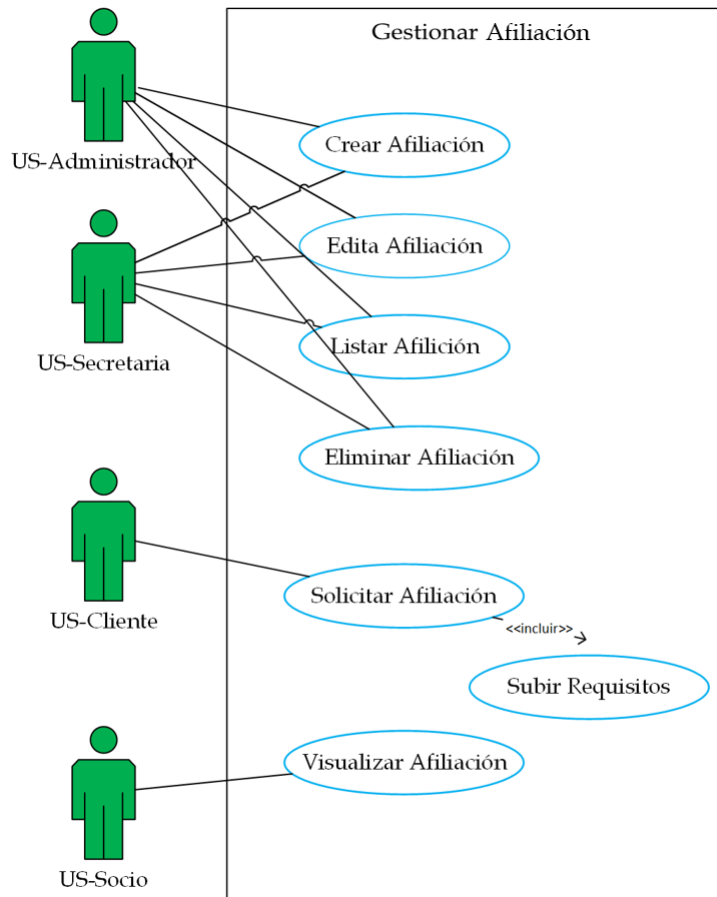 Gestionar Afiliación
US-Administrador
Crear Afiliación
Edita Afiliación
US-Secretaria
Listar Afilición
Eliminar Afiliación
US-Cliente
Solicitar Afiliación
<<incluir>>
Subir Requisitos
Visualizar Afiliación
US-Socio